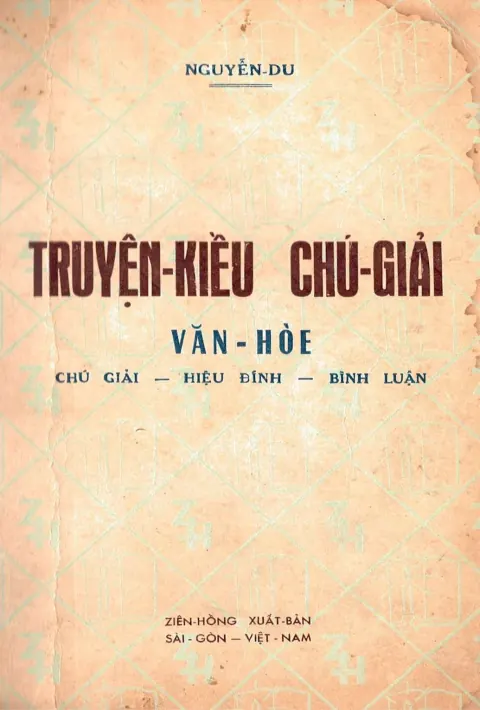 NGUYỄN-DU
TRUYỆN-KIỀU CHÚ-GIẢI
VĂN-HÒE
CHÚ GIẢI — HIỆU ĐÍNH — BÌNH LUẬN
ZIÊN-HỒNG XUẤT-BẢN
SÀI-GÒN — VIỆT-NAM